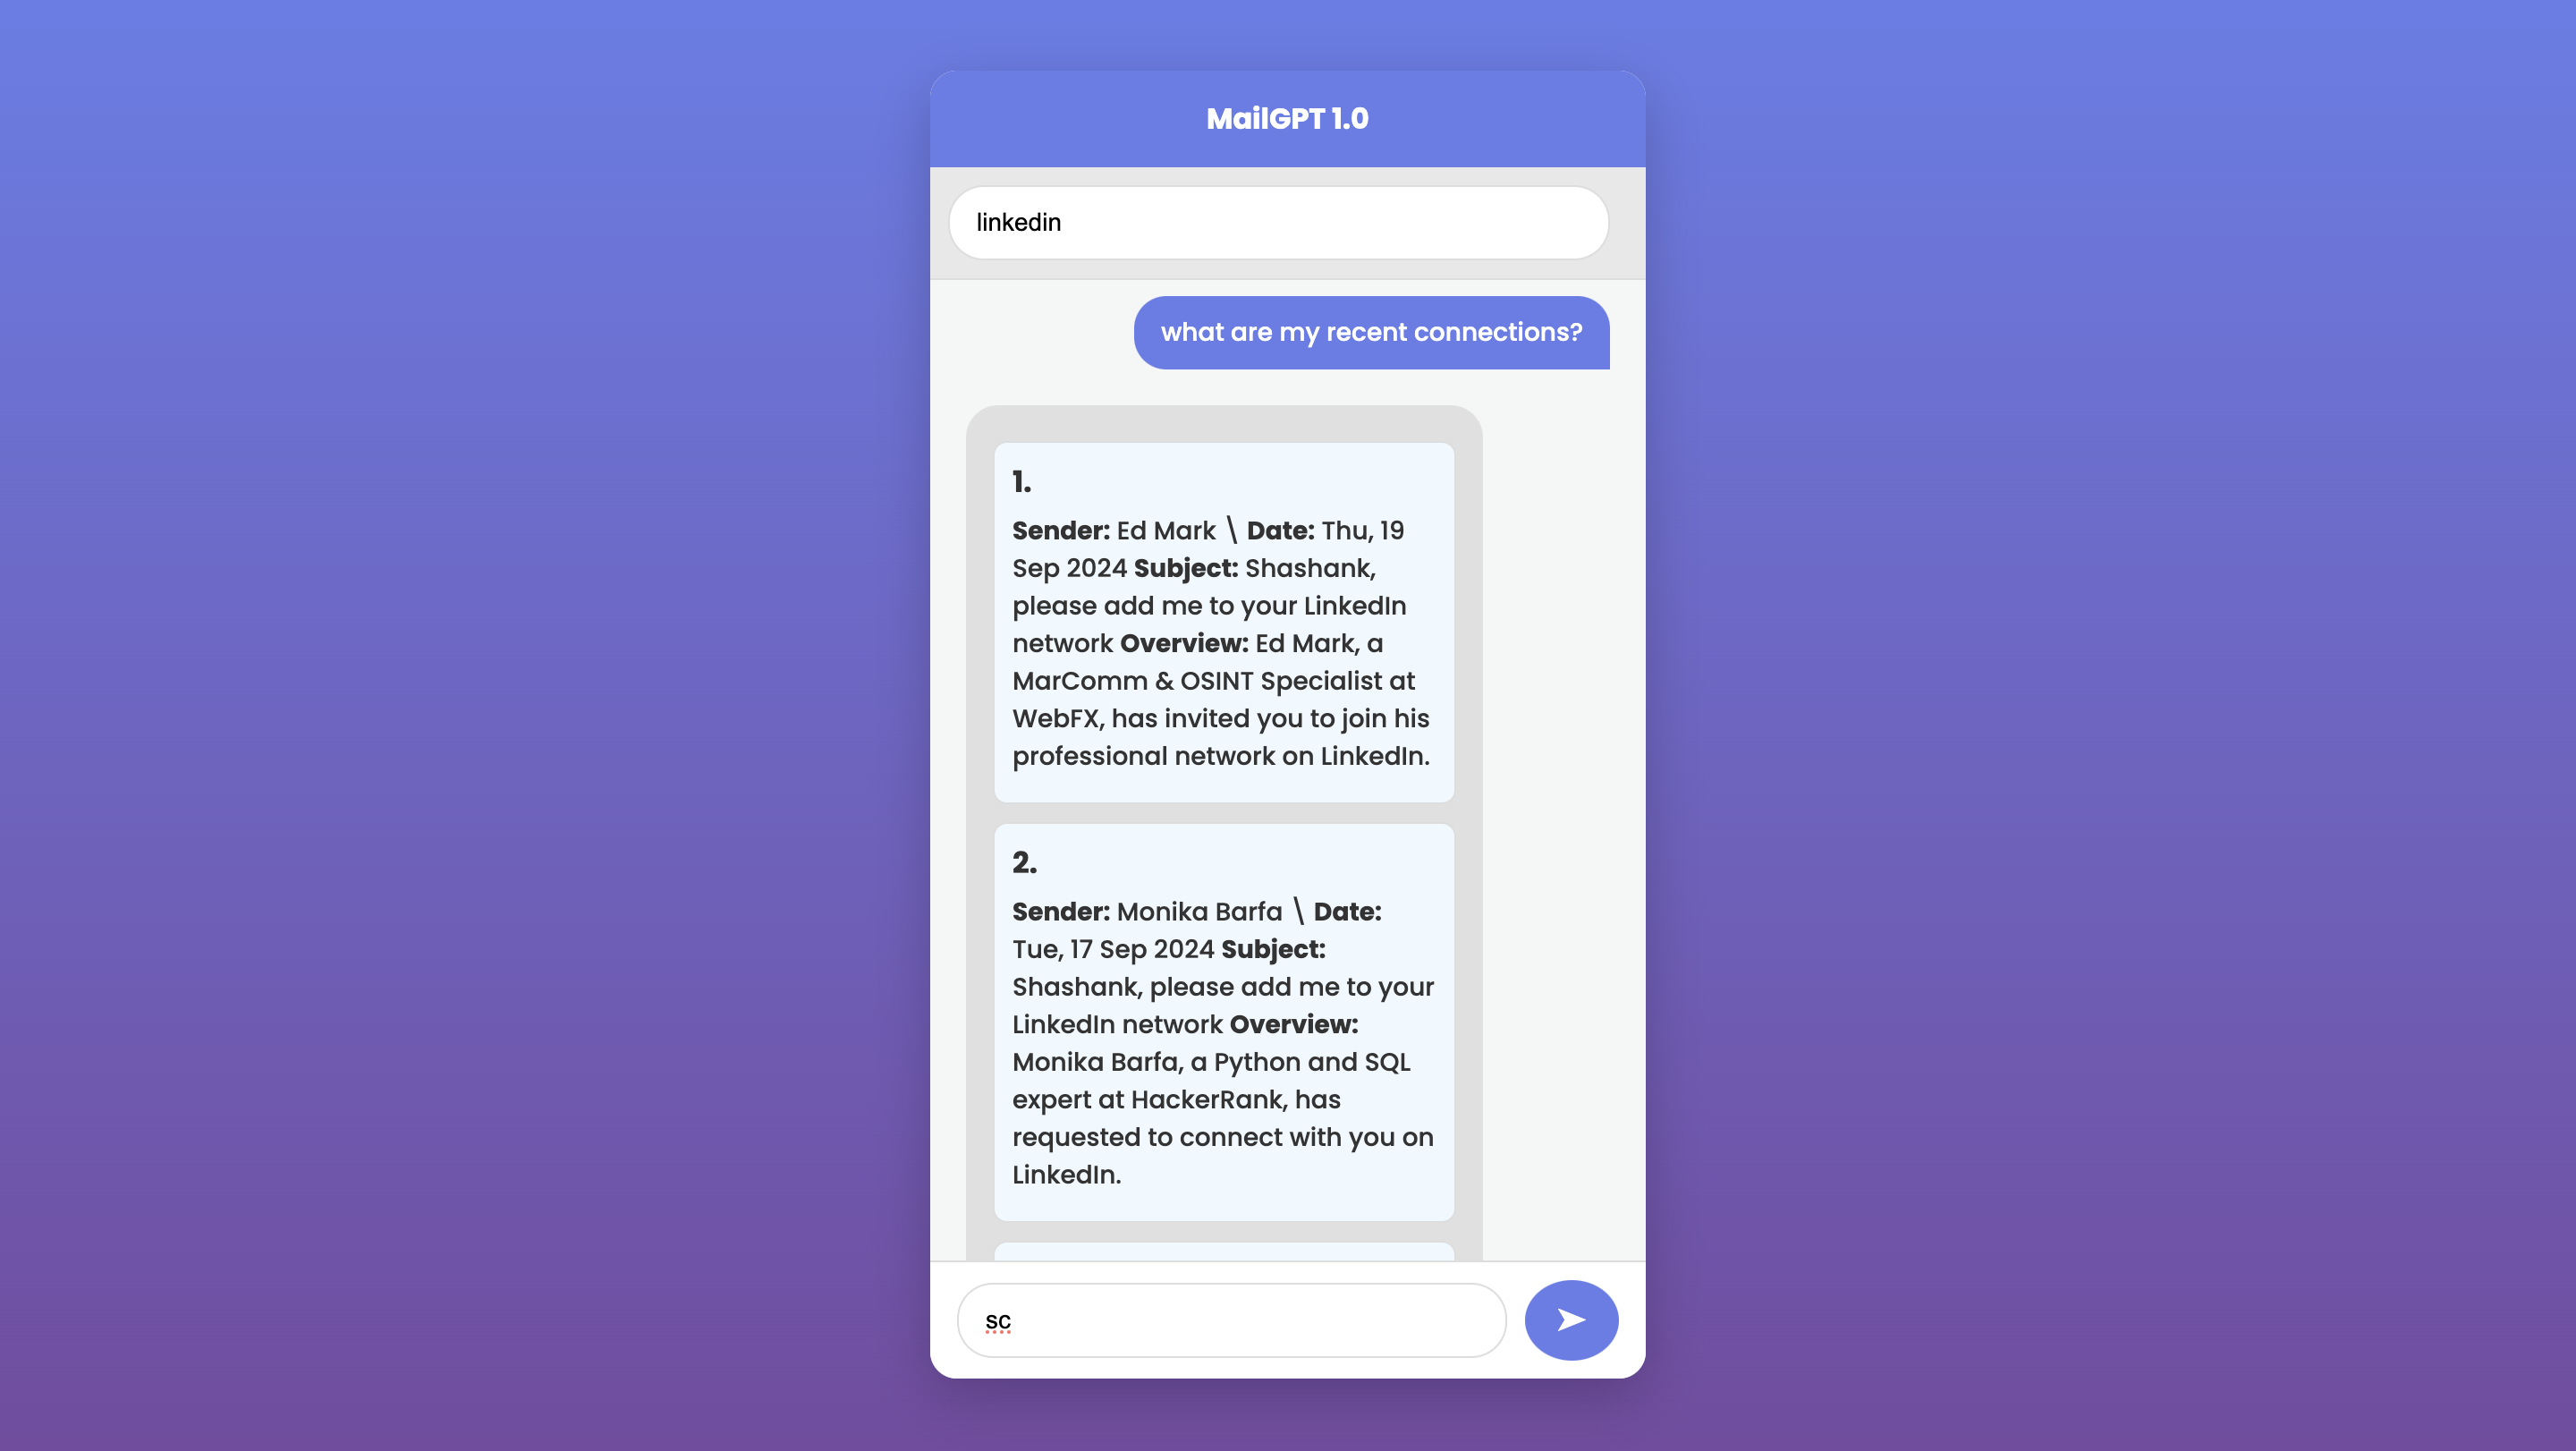 MailGPT 1.0
linkedin
what are my recent connections?
1.
Sender: Ed Mark \ Date: Thu, 19
Sep 2024 Subject: Shashank,
please add me to your LinkedIn
network Overview: Ed Mark, a
MarComm & OSINT Specialist at
WebFX, has invited you to join his
professional network on LinkedIn.
2.
Sender: Monika Barfa \ Date:
Tue, 17 Sep 2024 Subject:
Shashank, please add me to your
LinkedIn network Overview:
Monika Barfa, a Python and SQL
expert at HackerRank, has
requested to connect with you on
LinkedIn.
sc